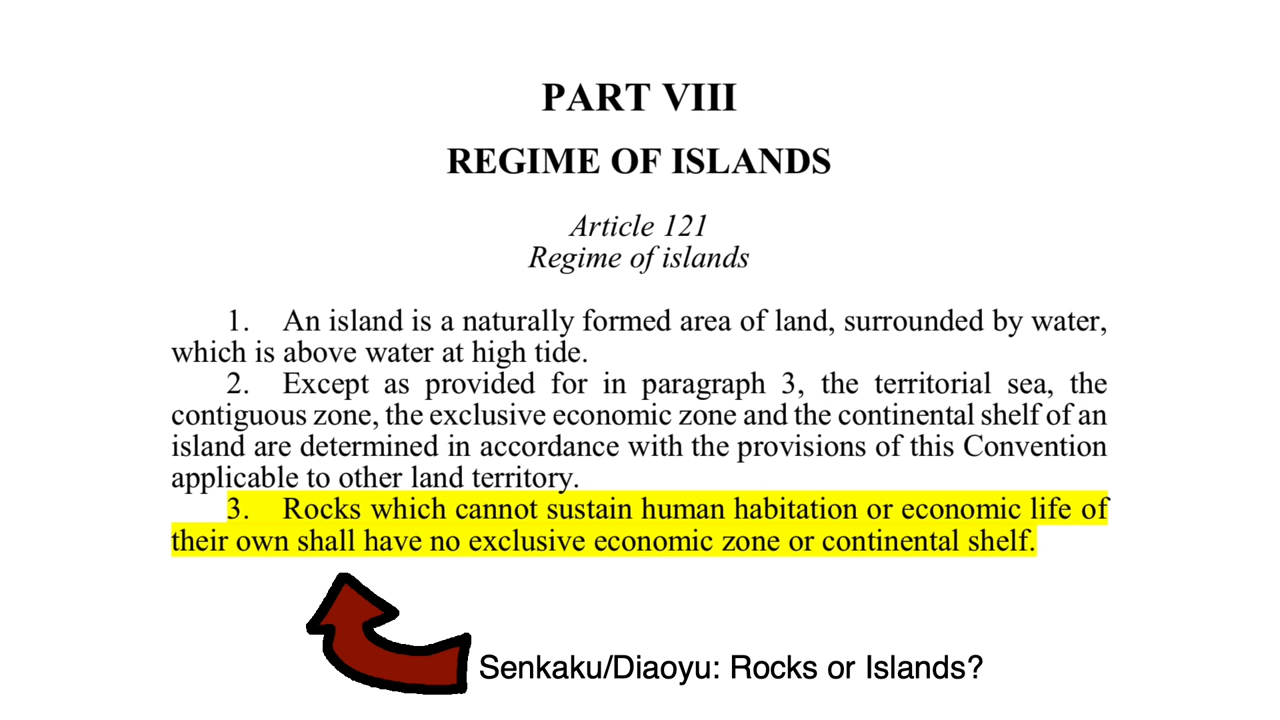 PART VIII
REGIME OF ISLANDS
Article 121
Regime of islands
1. An island is a naturally formed area of land, surrounded by water,
which is above water at high tide.
2. Except as provided for in paragraph 3, the territorial sea, the
contiguous zone, the exclusive economic zone and the continental shelf of an
island are determined in accordance with the provisions of this Convention
applicable to other land territory.
3. Rocks which cannot sustain human habitation or economic life of
their own shall have no exclusive economic zone or continental shelf.
Senkaku/Diaoyu: Rocks or Islands?